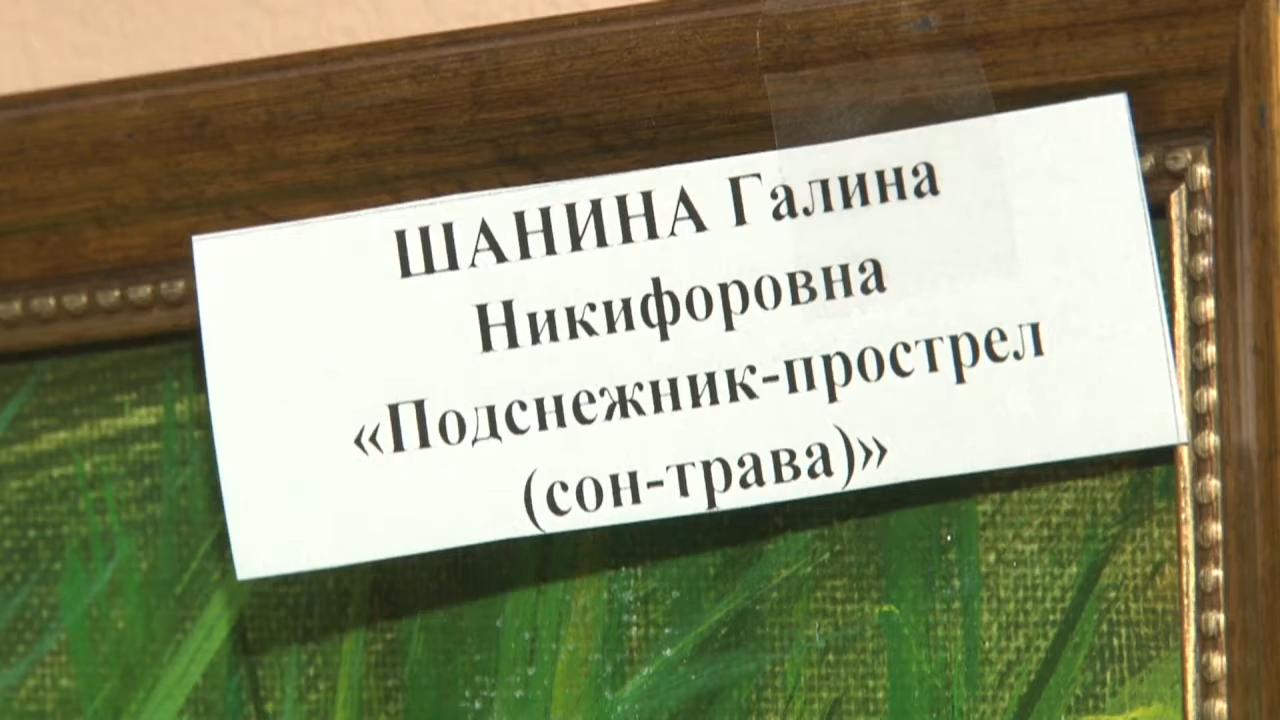 ШАНИНА Галина
Никифоровна
«Подснежник-прострел
(сон-трава)»